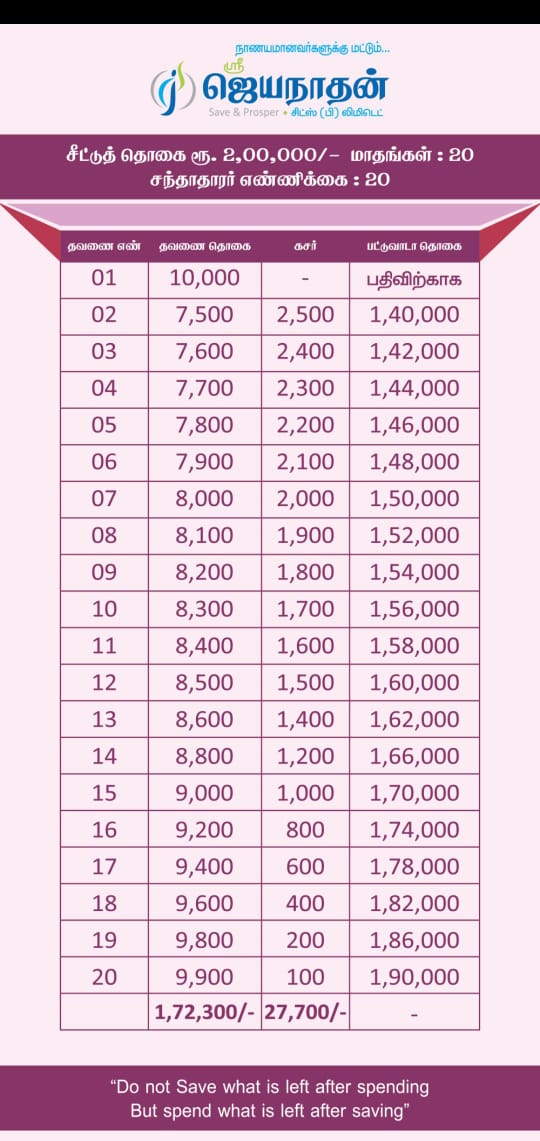 நாணயமானவர்களுக்கு மட்டும்...
ஸ்ரீ
ஜெயநாதன்
Save & Prosper • சிட்ஸ் (பி) லிமிடெட்
சீட்டுத் தொகை ரூ. 2,00,000/- மாதங்கள் : 20
சந்தாதாரர் எண்ணிக்கை : 20
தவணை எண் தவணை தொகை கசர் பட்டுவாடா தொகை
01 10,000 - பதிவிற்காக
02 7,500 2,500 1,40,000
03 7,600 2,400 1,42,000
04 7,700 2,300 1,44,000
05 7,800 2,200 1,46,000
06 7,900 2,100 1,48,000
07 8,000 2,000 1,50,000
08 8,100 1,900 1,52,000
09 8,200 1,800 1,54,000
10 8,300 1,700 1,56,000
11 8,400 1,600 1,58,000
12 8,500 1,500 1,60,000
13 8,600 1,400 1,62,000
14 8,800 1,200 1,66,000
15 9,000 1,000 1,70,000
16 9,200 800 1,74,000
17 9,400 600 1,78,000
18 9,600 400 1,82,000
19 9,800 200 1,86,000
20 9,900 100 1,90,000
1,72,300/- 27,700/- -
“Do not Save what is left after spending
But spend what is left after saving”